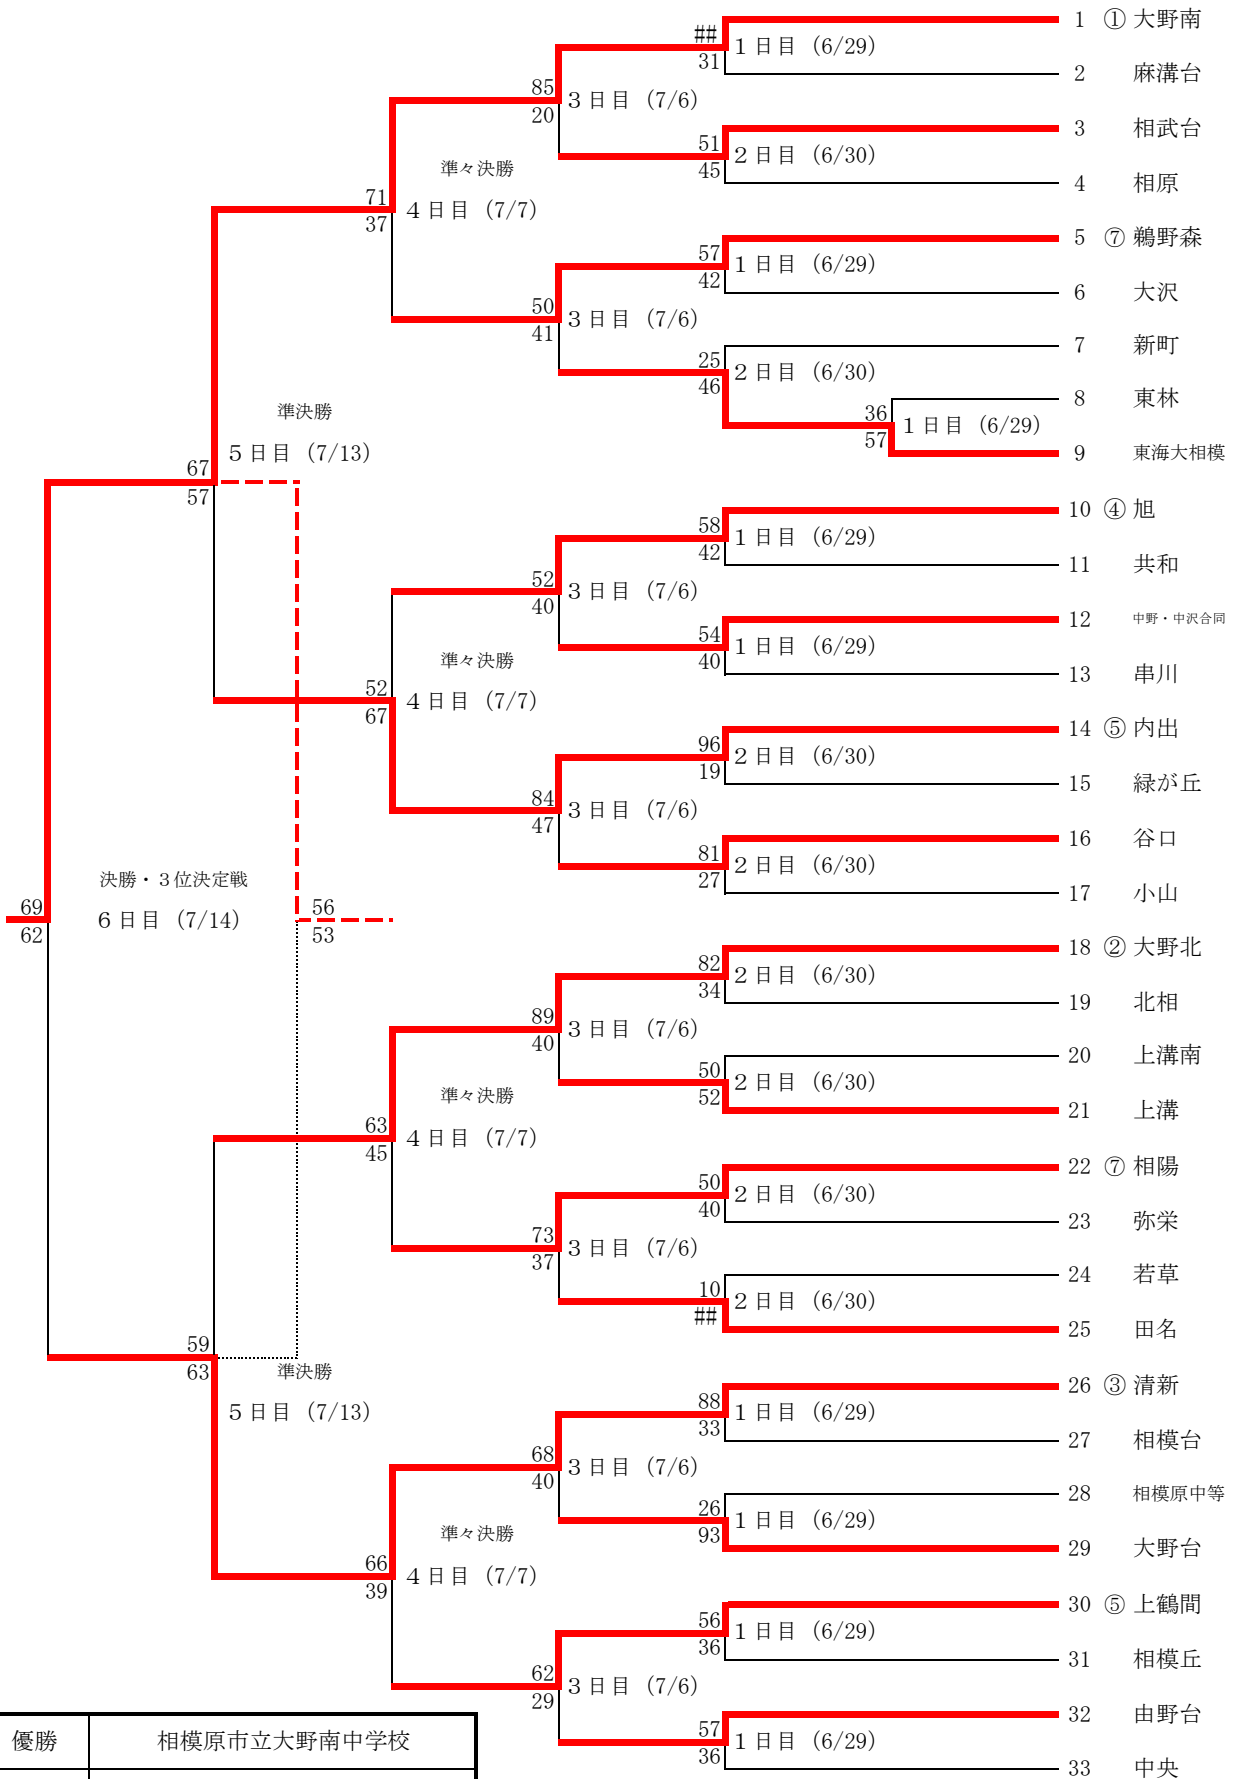 1 ① 大野南
##
1日目 (6/29)
31
2 麻溝台
85
3日目 (7/6)
20
3 相武台
51
2日目 (6/30)
45
4 相原
準々決勝
71
4日目 (7/7)
37
5 ⑦ 鵜野森
57
1日目 (6/29)
42
6 大沢
50
3日目 (7/6)
41
7 新町
25
2日目 (6/30)
46
8 東林
36
1日目 (6/29)
57
9 東海大相模
準決勝
5日目 (7/13)
67
57
10 ④ 旭
58
1日目 (6/29)
42
11 共和
52
3日目 (7/6)
40
12 中野・中沢合同
54
1日目 (6/29)
40
13 串川
準々決勝
52
4日目 (7/7)
67
14 ⑤ 内出
96
2日目 (6/30)
19
15 緑が丘
84
3日目 (7/6)
47
16 谷口
81
2日目 (6/30)
27
17 小山
決勝・3位決定戦
69
6日目 (7/14)
62
56
53
18 ② 大野北
82
2日目 (6/30)
34
19 北相
89
3日目 (7/6)
40
20 上溝南
50
2日目 (6/30)
52
21 上溝
準々決勝
63
4日目 (7/7)
45
22 ⑦ 相陽
50
2日目 (6/30)
40
23 弥栄
73
3日目 (7/6)
37
24 若草
10
2日目 (6/30)
##
25 田名
59
63
準決勝
5日目 (7/13)
26 ③ 清新
88
1日目 (6/29)
33
27 相模台
68
3日目 (7/6)
40
28 相模原中等
26
1日目 (6/29)
93
29 大野台
準々決勝
66
4日目 (7/7)
39
30 ⑤ 上鶴間
56
1日目 (6/29)
36
31 相模丘
62
3日目 (7/6)
29
32 由野台
57
1日目 (6/29)
36
33 中央
優勝 相模原市立大野南中学校